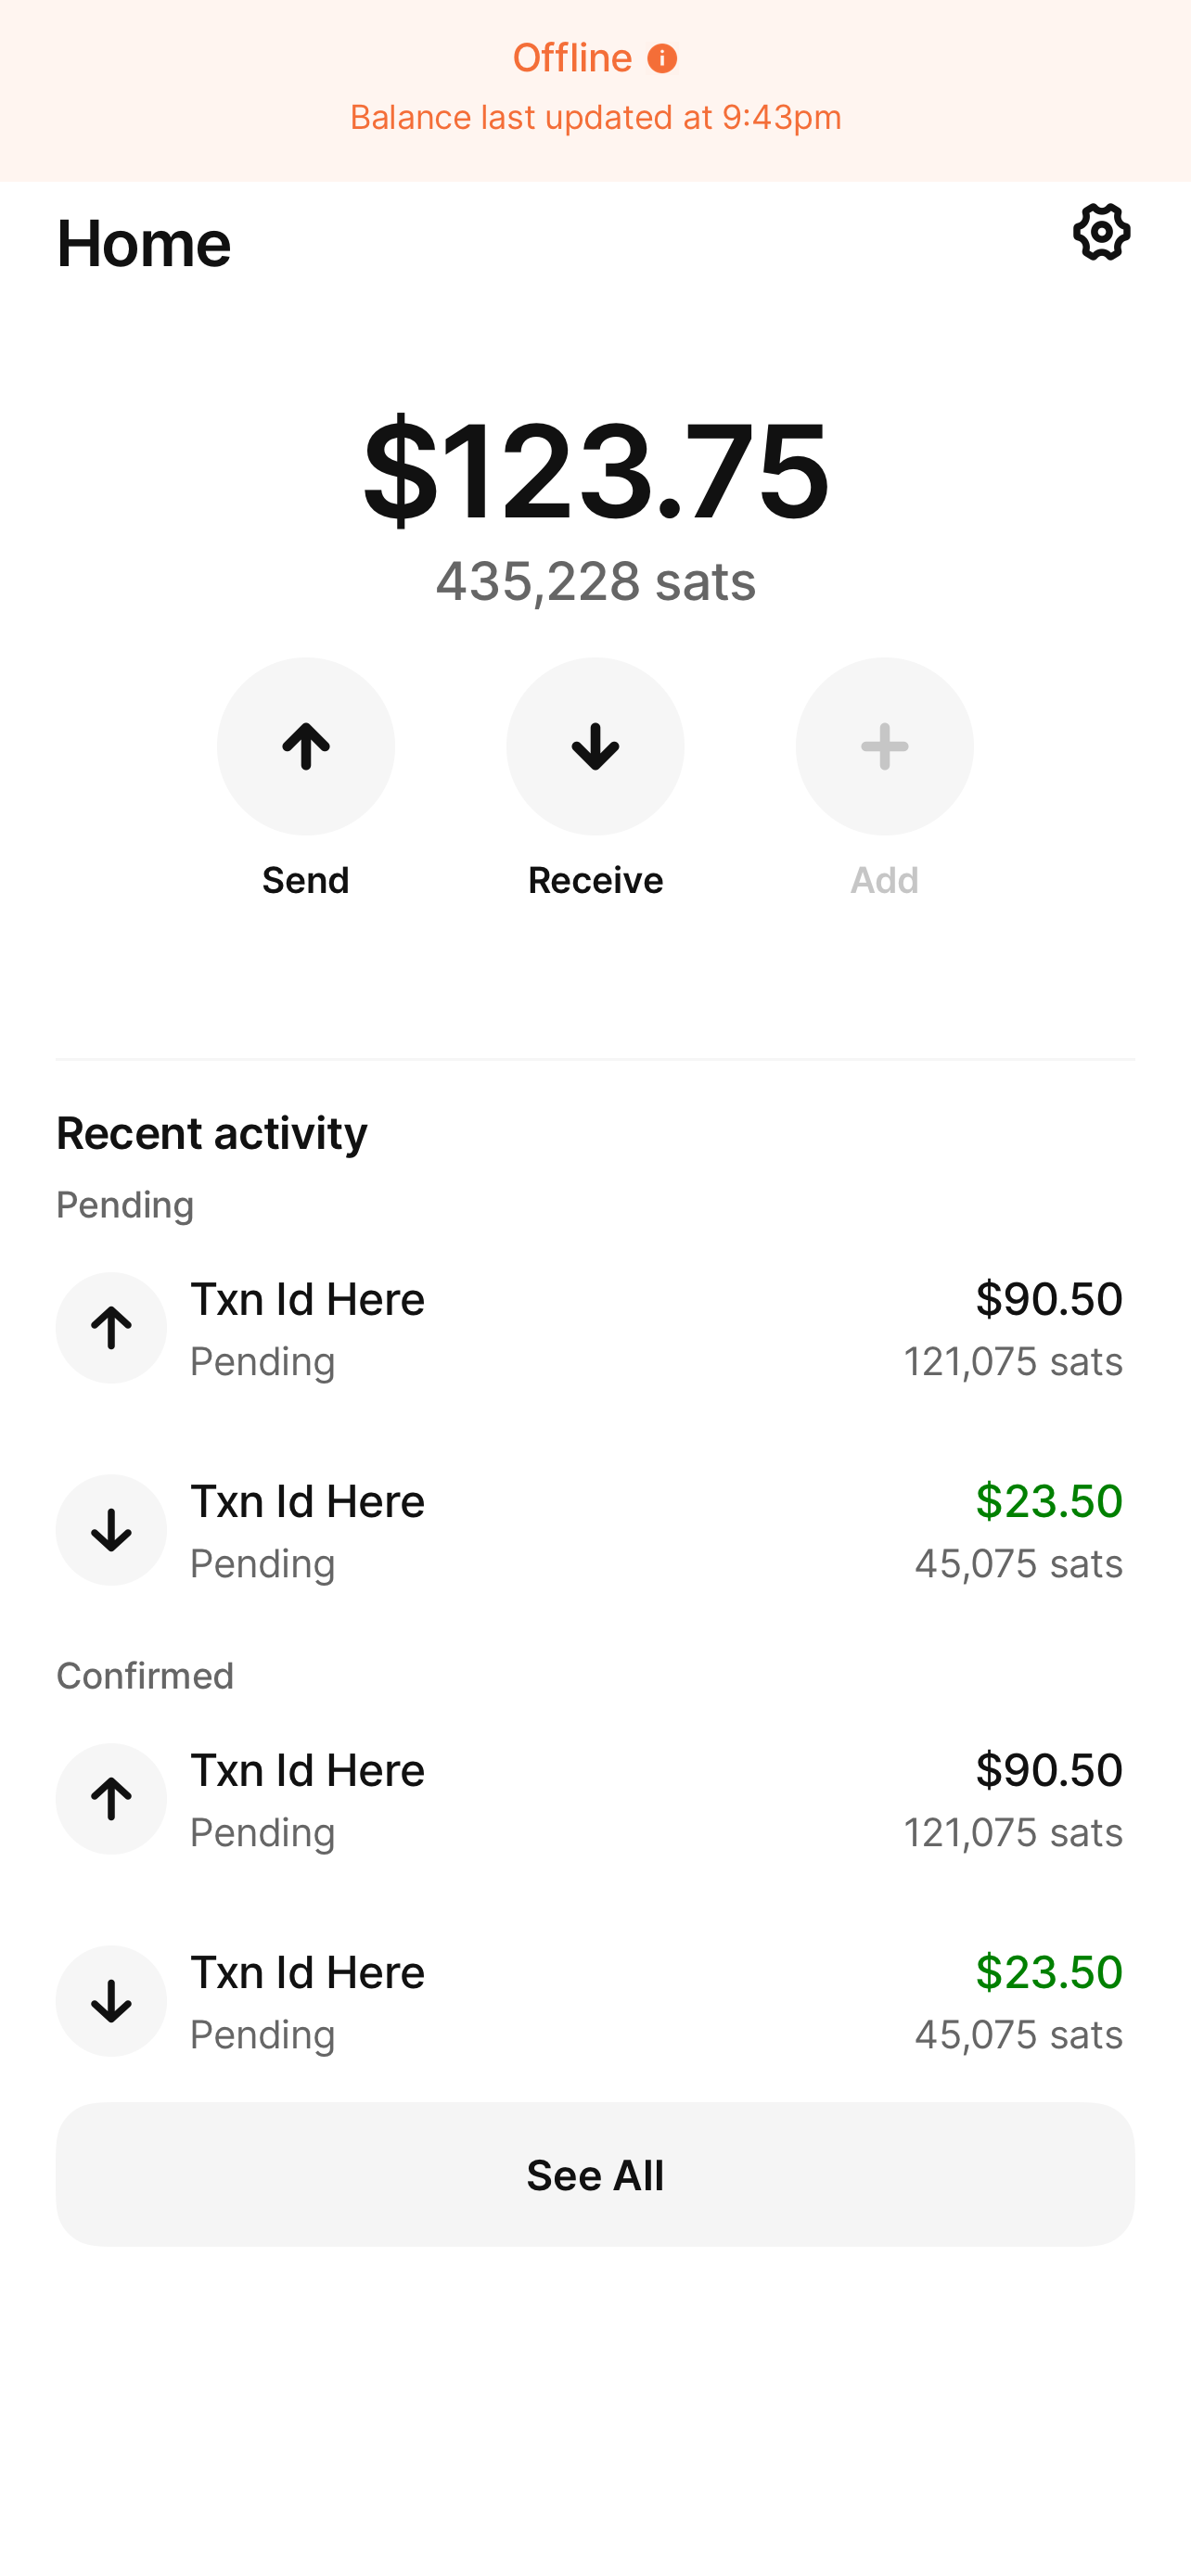 Offline
Balance last updated at 9:43pm
Home
$123.75
435,228 sats
Send
Receive
Add
Recent activity
Pending
Txn Id Here
$90.50
Pending
121,075 sats
Txn Id Here
$23.50
Pending
45,075 sats
Confirmed
Txn Id Here
$90.50
Pending
121,075 sats
Txn Id Here
$23.50
Pending
45,075 sats
See All